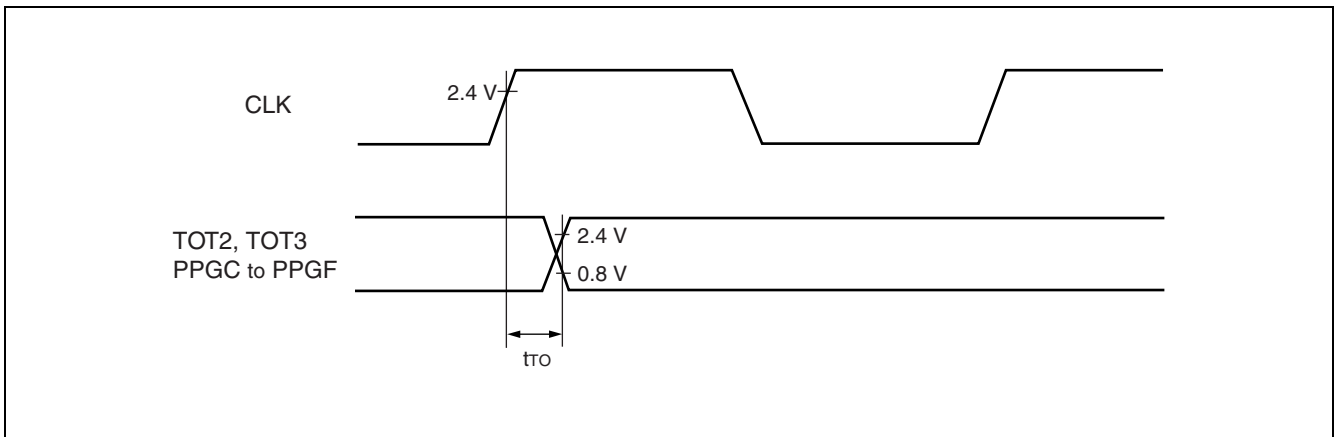 2.4 V
CLK
TOT2, TOT3
PPGC to PPGF
2.4 V
0.8 V
tTO